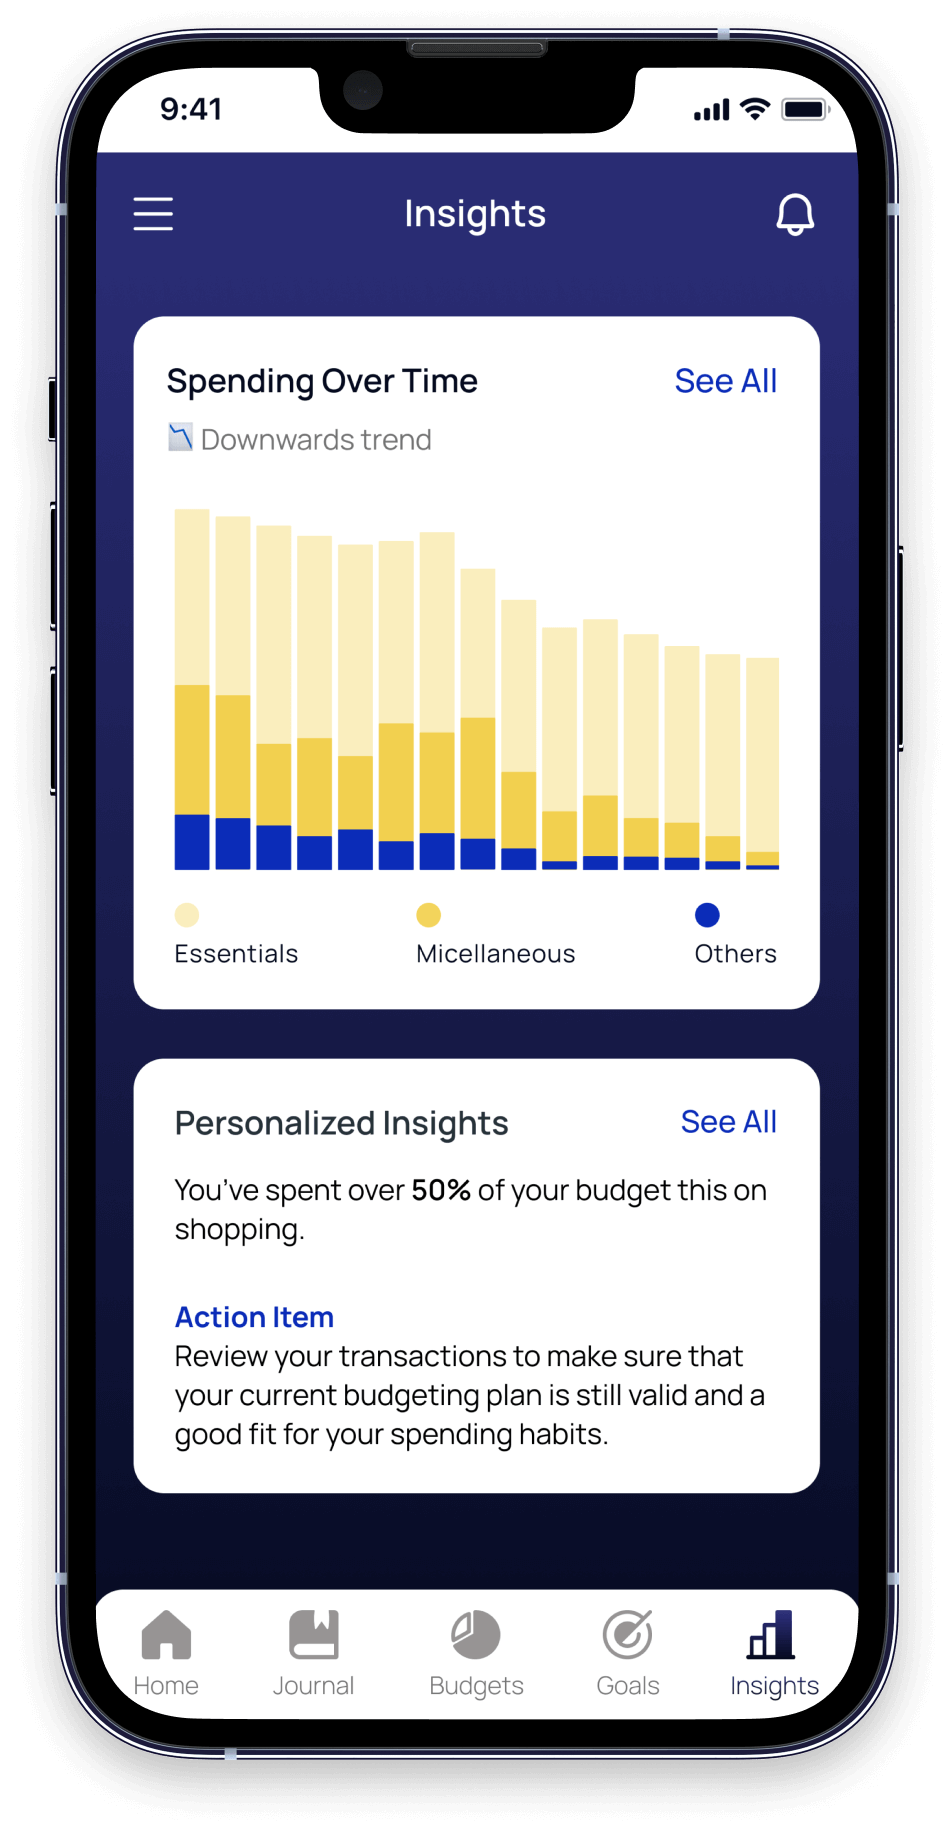 9:41
Insights
Spending Over Time
See All
Downwards trend
Essentials
Micellaneous
Others
Personalized Insights
See All
You've spent over 50% of your budget this on
shopping.
Action Item
Review your transactions to make sure that
your current budgeting plan is still valid and a
good fit for your spending habits.
Home
Journal
Budgets
Goals
Insights